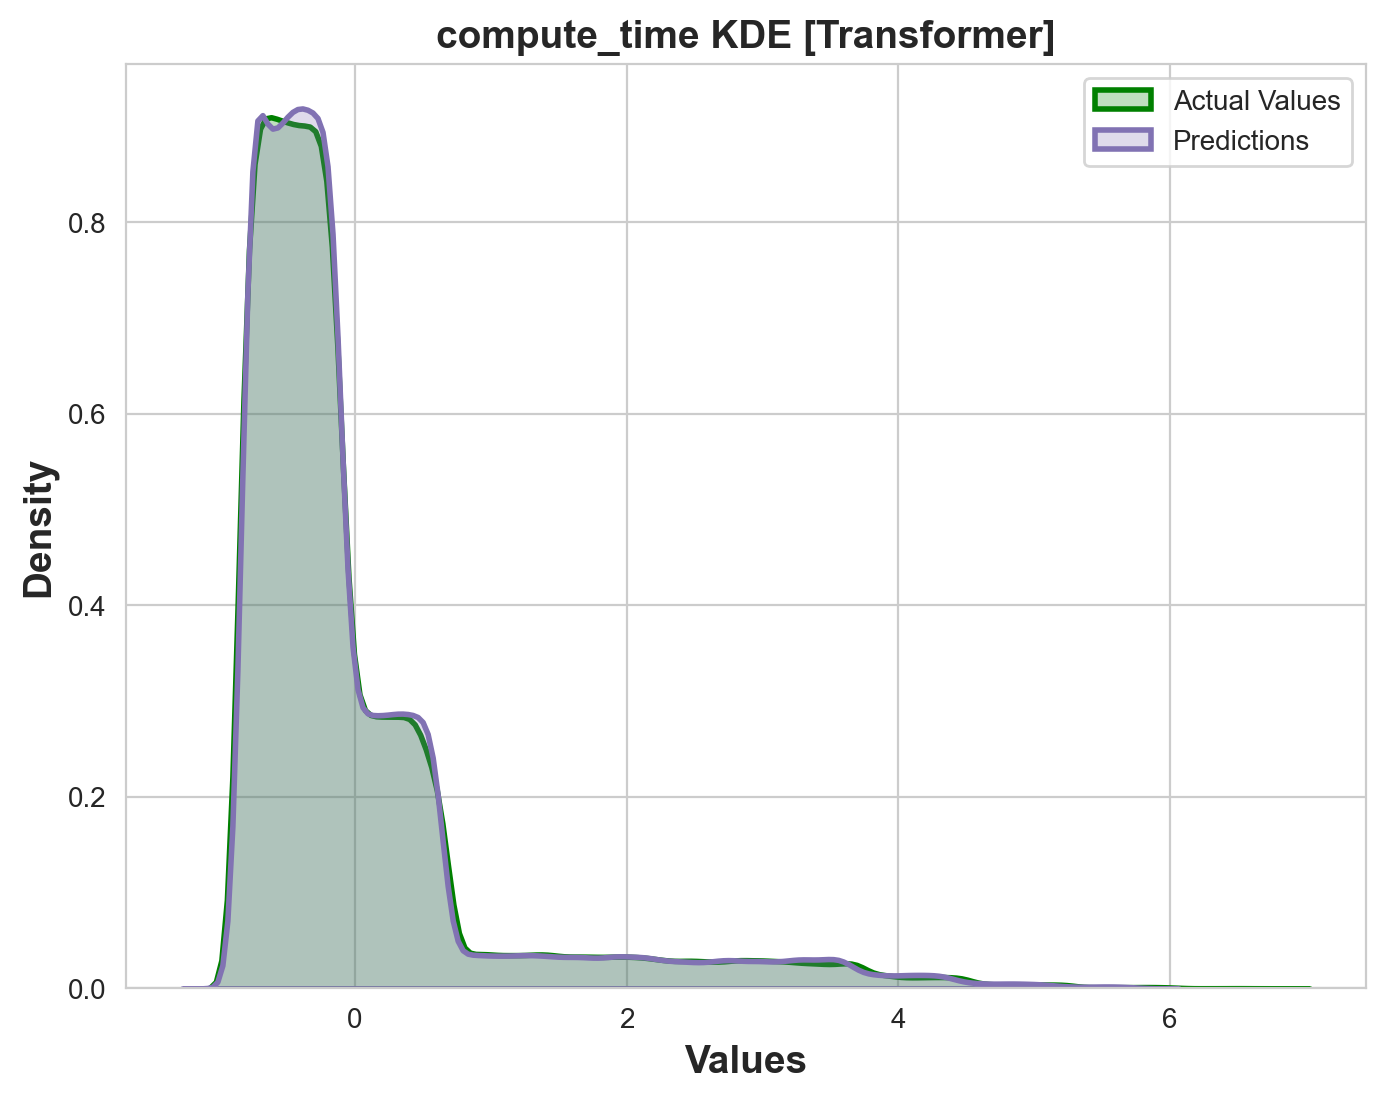 compute_time KDE [Transformer]
Actual Values
Predictions
Density
0.8
0.6
0.4
0.2
0.0
0
2
4
6
Values